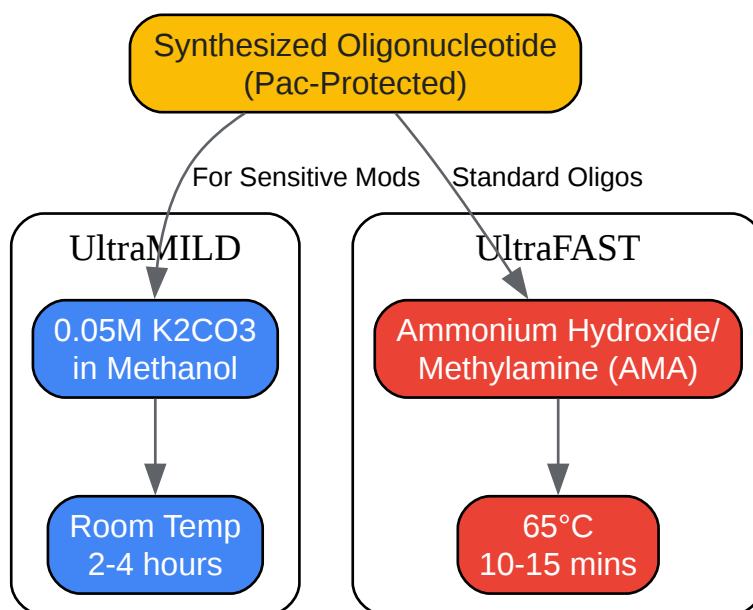 Synthesized Oligonucleotide
(Pac-Protected)
For Sensitive Mods
Standard Oligos
UltraMILD
UltraFAST
0.05M K2CO3
in Methanol
Ammonium Hydroxide/
Methylamine (AMA)
Room Temp
2-4 hours
65°C
10-15 mins